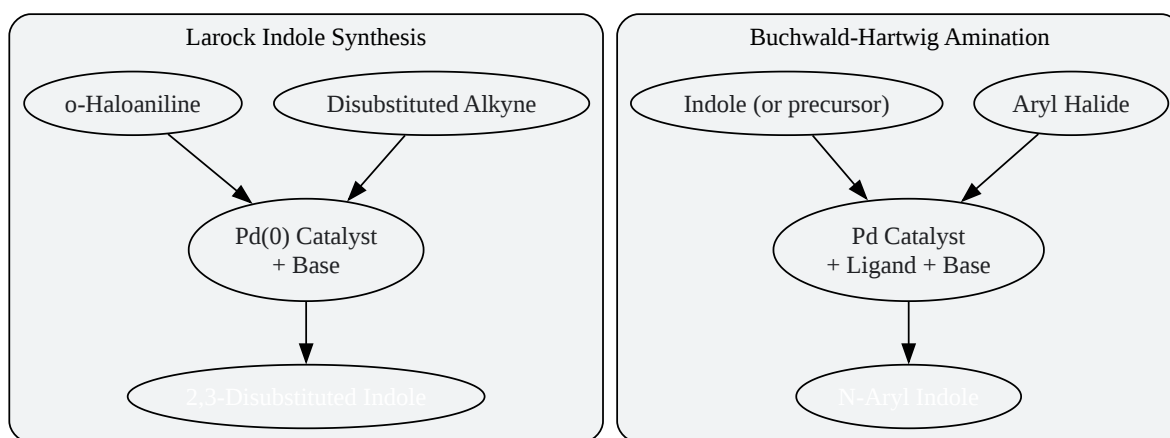 Larock Indole Synthesis
o-Haloaniline
Disubstituted Alkyne
Pd(0) Catalyst
+ Base
2,3-Disubstituted Indole
Buchwald-Hartwig Amination
Indole (or precursor)
Aryl Halide
Pd Catalyst
+ Ligand + Base
N-Aryl Indole